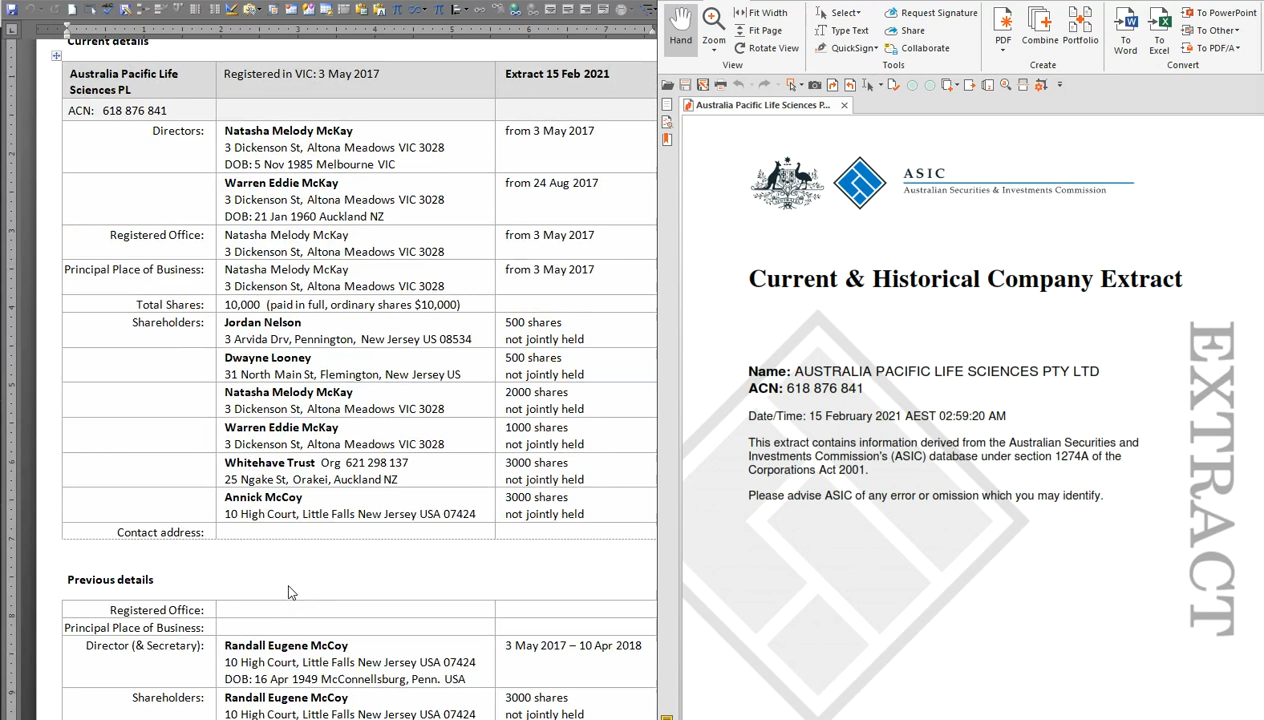 Current details
Australia Pacific Life Sciences PL
Registered in VIC: 3 May 2017
Extract 15 Feb 2021
ACN: 618 876 841
Directors:
Natasha Melody McKay
from 3 May 2017
3 Dickenson St, Altona Meadows VIC 3028
DOB: 5 Nov 1985 Melbourne VIC
Warren Eddie McKay
from 24 Aug 2017
3 Dickenson St, Altona Meadows VIC 3028
DOB: 21 Jan 1960 Auckland NZ
Registered Office:
Natasha Melody McKay
from 3 May 2017
3 Dickenson St, Altona Meadows VIC 3028
Principal Place of Business:
Natasha Melody McKay
from 3 May 2017
3 Dickenson St, Altona Meadows VIC 3028
Total Shares:
10,000 (paid in full, ordinary shares $10,000)
Shareholders:
Jordan Nelson
500 shares
3 Arvida Drv, Pennington, New Jersey US 08534
not jointly held
Dwayne Looney
500 shares
31 North Main St, Flemington, New Jersey US
not jointly held
Natasha Melody McKay
2000 shares
3 Dickenson St, Altona Meadows VIC 3028
not jointly held
Warren Eddie McKay
1000 shares
3 Dickenson St, Altona Meadows VIC 3028
not jointly held
Whitehave Trust Org 621 298 137
3000 shares
25 Ngake St, Orakei, Auckland NZ
not jointly held
Annick McCoy
3000 shares
10 High Court, Little Falls New Jersey USA 07424
not jointly held
Contact address:
Previous details
Registered Office:
Principal Place of Business:
Director (& Secretary):
Randall Eugene McCoy
3 May 2017 – 10 Apr 2018
10 High Court, Little Falls New Jersey USA 07424
DOB: 16 Apr 1949 McConnellsburg, Penn. USA
Shareholders:
Randall Eugene McCoy
3000 shares
10 High Court, Little Falls New Jersey USA 07424
not jointly held
Hand
Zoom
Fit Width
Fit Page
Rotate View
View
Select
Type Text
QuickSign
Request Signature
Share
Collaborate
Tools
PDF
Combine
Portfolio
Create
To Word
To Excel
To PowerPoint
To Other
To PDF/A
Convert
Australia Pacific Life Sciences P...
ASIC
Australian Securities & Investments Commission
Current & Historical Company Extract
Name: AUSTRALIA PACIFIC LIFE SCIENCES PTY LTD
ACN: 618 876 841
Date/Time: 15 February 2021 AEST 02:59:20 AM
This extract contains information derived from the Australian Securities and
Investments Commission's (ASIC) database under section 1274A of the
Corporations Act 2001.
Please advise ASIC of any error or omission which you may identify.
EXTRACT